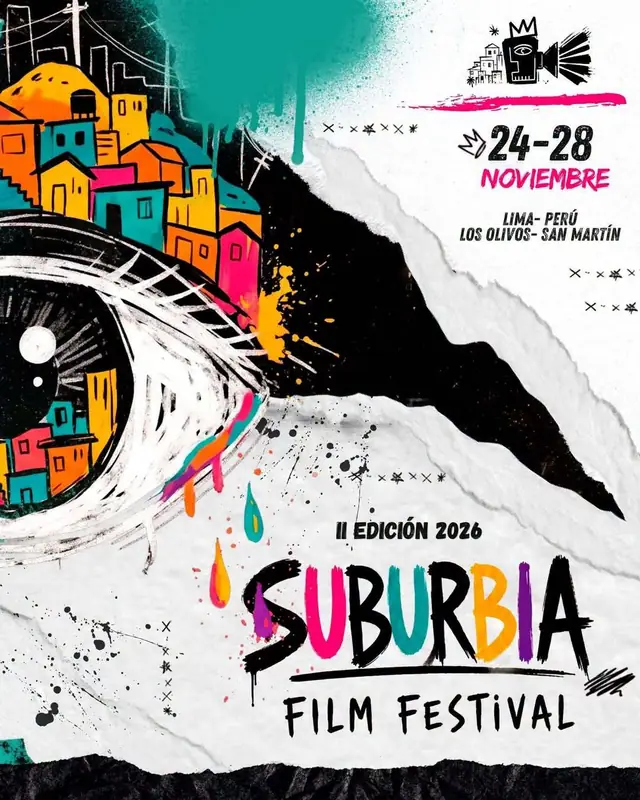 24-28
NOVIEMBRE
LIMA- PERÚ
LOS OLIVOS- SAN MARTÍN
II EDICIÓN 2026
SUBURBIA
FILM FESTiVAL